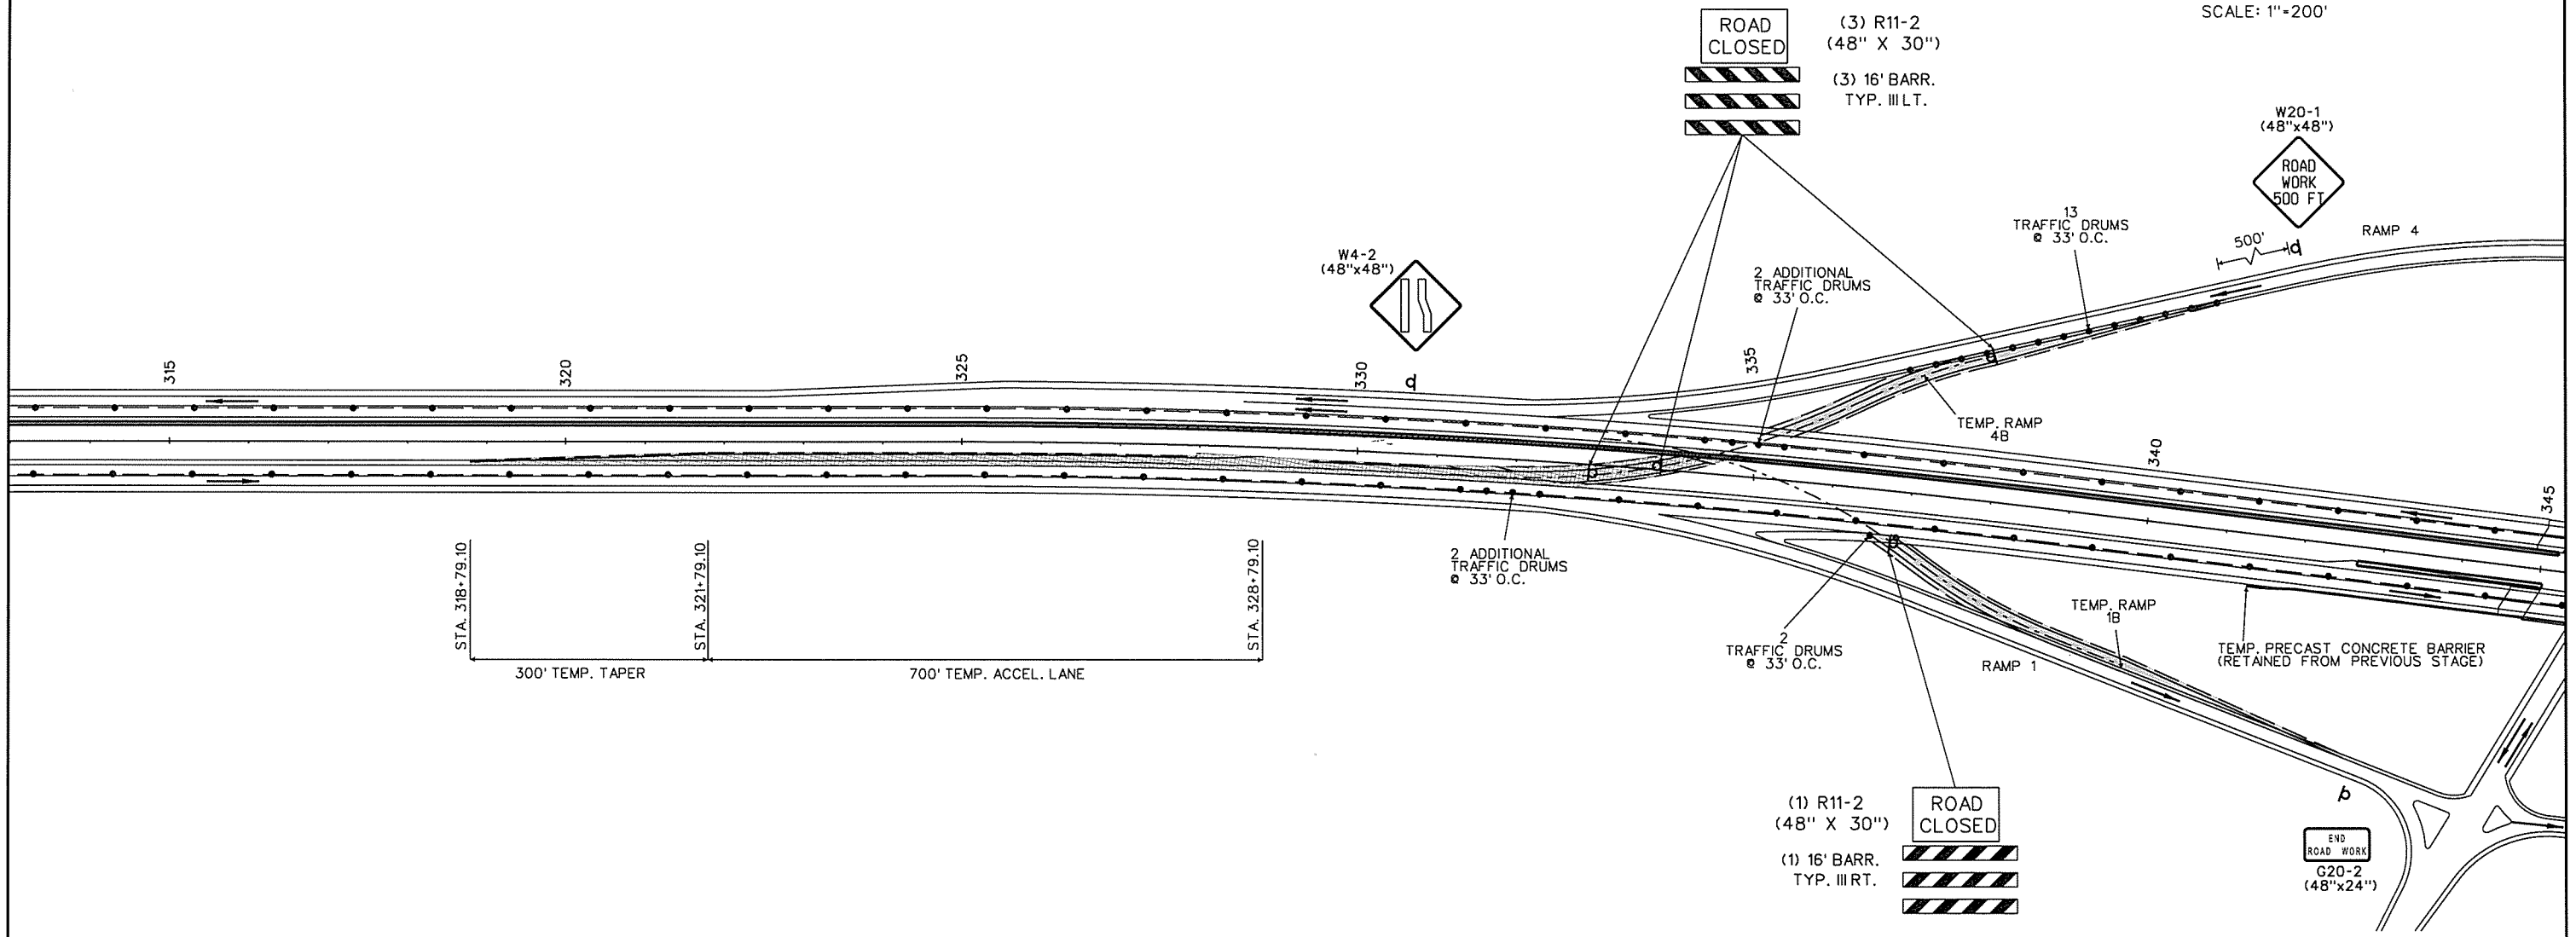 SCALE: 1"=200'
ROAD
CLOSED
(3) R11-2
(48" X 30")
(3) 16' BARR.
TYP. III LT.
W20-1
(48"x48")
ROAD
WORK
500 FT
13
TRAFFIC DRUMS
@ 33' O.C.
500'
RAMP 4
W4-2
(48"x48")
2 ADDITIONAL
TRAFFIC DRUMS
@ 33' O.C.
315
320
325
330
335
340
345
TEMP. RAMP
4B
STA. 318+79.10
STA. 321+79.10
STA. 328+79.10
300' TEMP. TAPER
700' TEMP. ACCEL. LANE
2 ADDITIONAL
TRAFFIC DRUMS
@ 33' O.C.
2
TRAFFIC DRUMS
@ 33' O.C.
TEMP. RAMP
1B
RAMP 1
TEMP. PRECAST CONCRETE BARRIER
(RETAINED FROM PREVIOUS STAGE)
(1) R11-2
(48" X 30")
ROAD
CLOSED
(1) 16' BARR.
TYP. III RT.
END
ROAD WORK
G20-2
(48"x24")